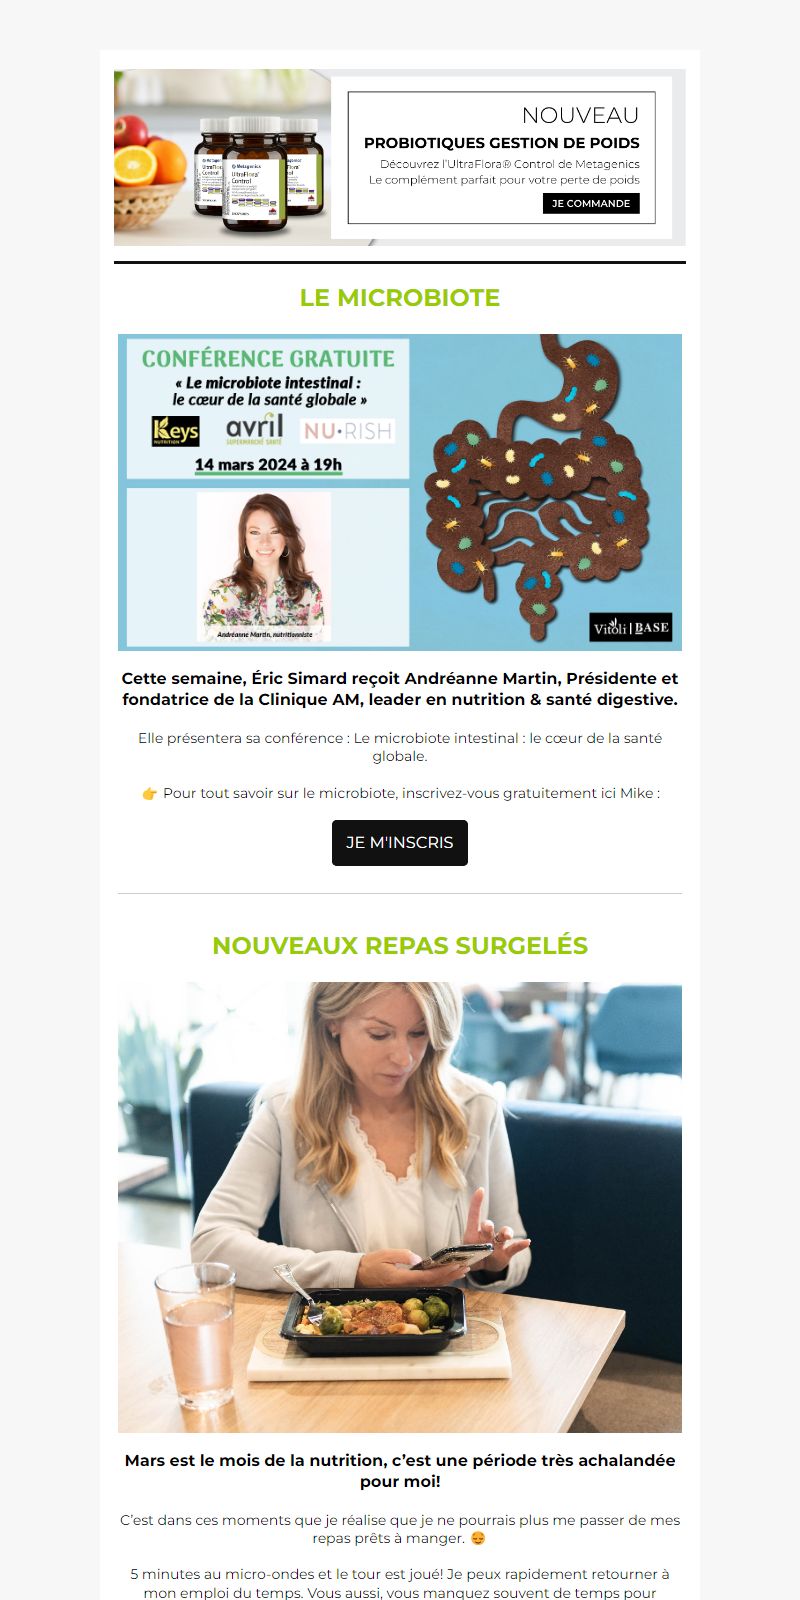 NOUVEAU
PROBIOTIQUES GESTION DE POIDS
Découvrez l'UltraFlora® Control de Metagenics
Le complément parfait pour votre perte de poids
JE COMMANDE
Metagenics
UltraFlora
Control
LE MICROBIOTE
CONFÉRENCE GRATUITE
« Le microbiote intestinal :
le cœur de la santé globale »
Keys NUTRITION
avril SUPERMARCHÉ SANTÉ
NU•RISH
14 mars 2024 à 19h
Andréanne Martin, nutritionniste
Vitoli | BASE
Cette semaine, Éric Simard reçoit Andréanne Martin, Présidente et
fondatrice de la Clinique AM, leader en nutrition & santé digestive.
Elle présentera sa conférence : Le microbiote intestinal : le cœur de la santé
globale.
👉 Pour tout savoir sur le microbiote, inscrivez-vous gratuitement ici Mike :
JE M'INSCRIS
NOUVEAUX REPAS SURGELÉS
Mars est le mois de la nutrition, c’est une période très achalandée
pour moi!
C’est dans ces moments que je réalise que je ne pourrais plus me passer de mes
repas prêts à manger. 😌
5 minutes au micro-ondes et le tour est joué! Je peux rapidement retourner à
mon emploi du temps. Vous aussi, vous manquez souvent de temps pour